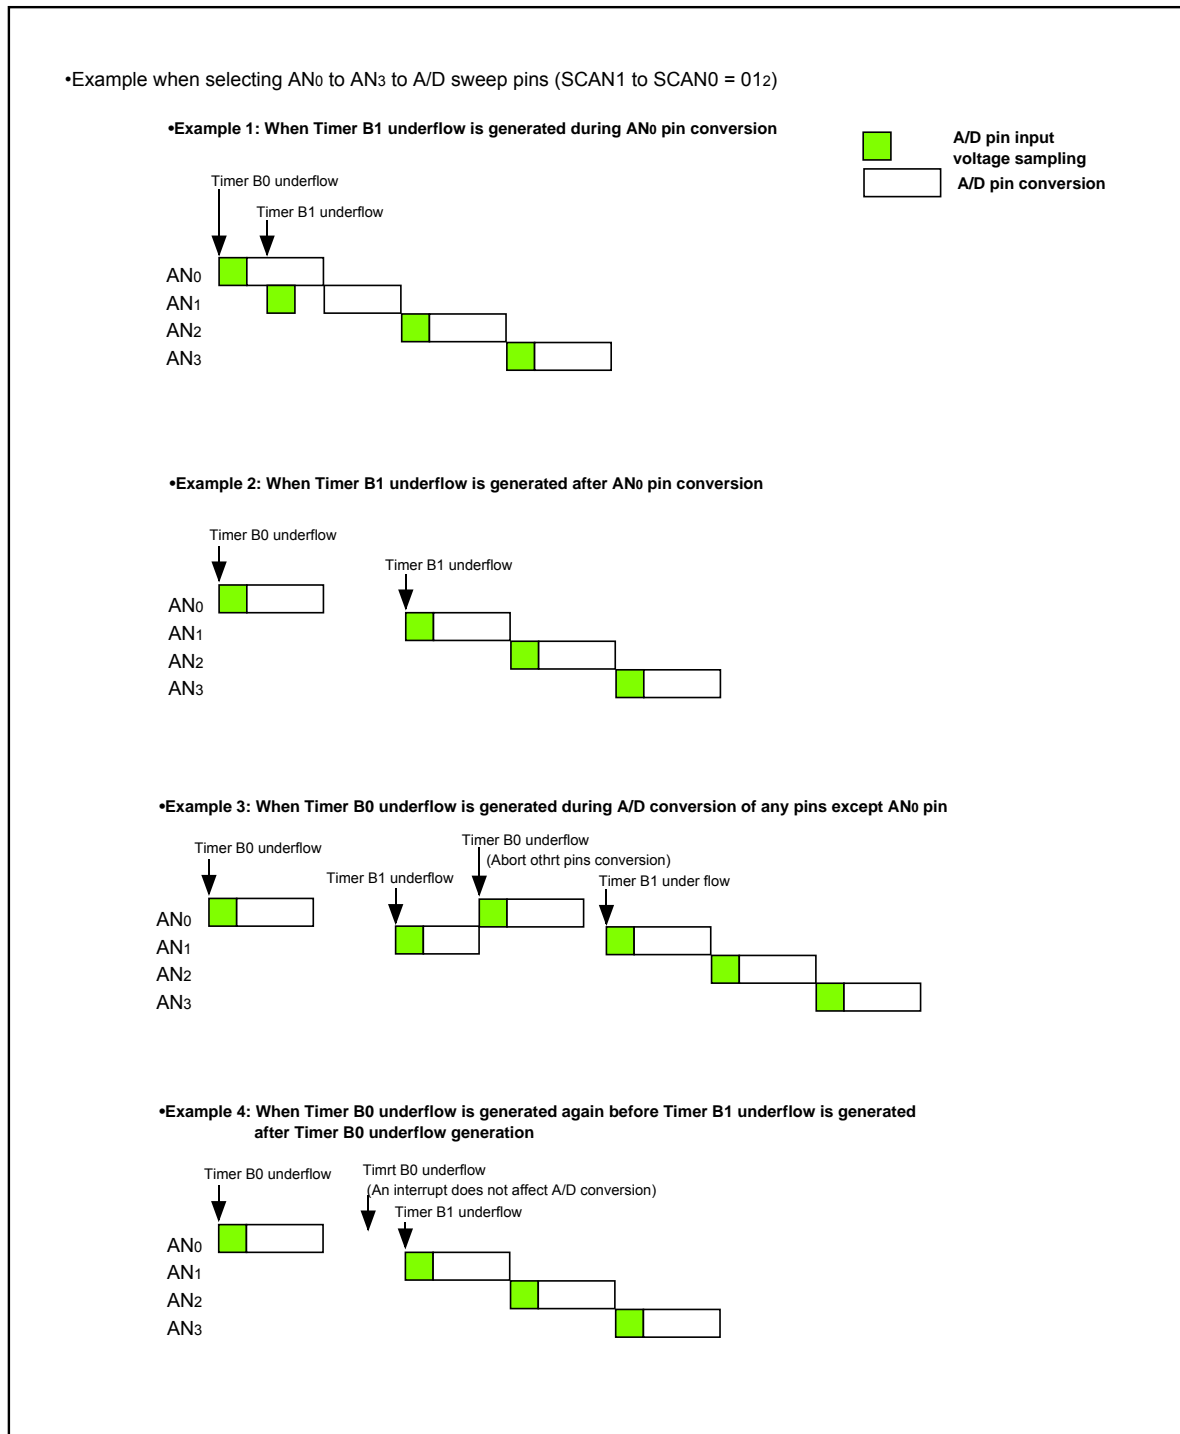 •Example when selecting AN0 to AN3 to A/D sweep pins (SCAN1 to SCAN0 = 012)
•Example 1: When Timer B1 underflow is generated during AN0 pin conversion
A/D pin input
voltage sampling
A/D pin conversion
Timer B0 underflow
Timer B1 underflow
AN0
AN1
AN2
AN3
•Example 2: When Timer B1 underflow is generated after AN0 pin conversion
Timer B0 underflow
Timer B1 underflow
AN0
AN1
AN2
AN3
•Example 3: When Timer B0 underflow is generated during A/D conversion of any pins except AN0 pin
Timer B0 underflow
Timer B0 underflow
(Abort othrt pins conversion)
Timer B1 underflow
Timer B1 under flow
AN0
AN1
AN2
AN3
•Example 4: When Timer B0 underflow is generated again before Timer B1 underflow is generated
after Timer B0 underflow generation
Timer B0 underflow
Timrt B0 underflow
(An interrupt does not affect A/D conversion)
Timer B1 underflow
AN0
AN1
AN2
AN3